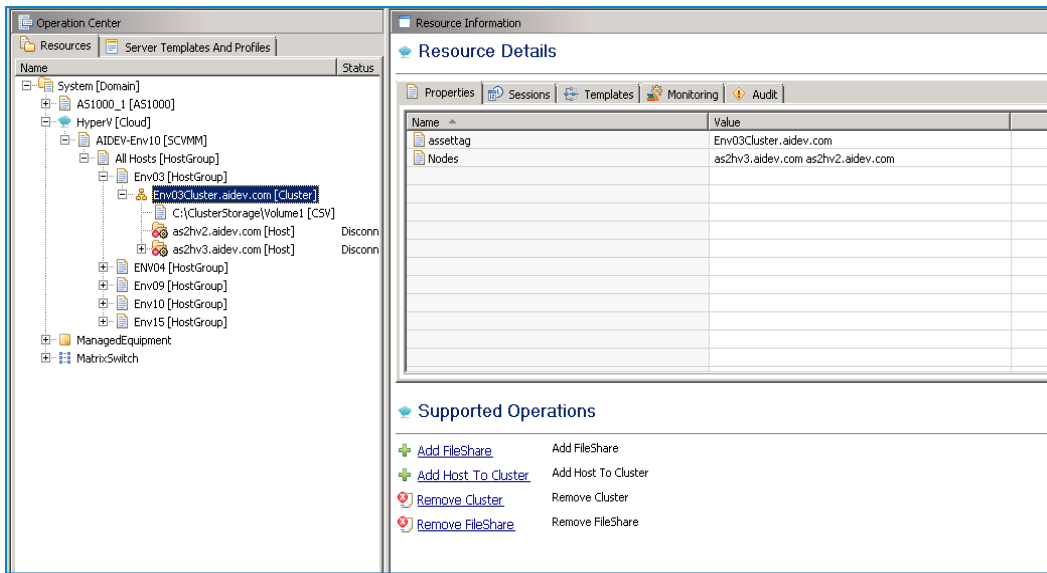 Operation Center
Resources
Server Templates And Profiles
Name Status
System [Domain]
AS1000_1 [AS1000]
HyperV [Cloud]
AIDEV-Env10 [SCVMM]
All Hosts [HostGroup]
Env03 [HostGroup]
Env03Cluster.aidev.com [Cluster]
C:\ClusterStorage\Volume1 [CSV]
as2hv2.aidev.com [Host] Disconn
as2hv3.aidev.com [Host] Disconn
ENV04 [HostGroup]
Env09 [HostGroup]
Env10 [HostGroup]
Env15 [HostGroup]
ManagedEquipment
MatrixSwitch
Resource Information
Resource Details
Properties Sessions Templates Monitoring Audit
Name Value
assettag Env03Cluster.aidev.com
Nodes as2hv3.aidev.com as2hv2.aidev.com
Supported Operations
Add FileShare Add FileShare
Add Host To Cluster Add Host To Cluster
Remove Cluster Remove Cluster
Remove FileShare Remove FileShare